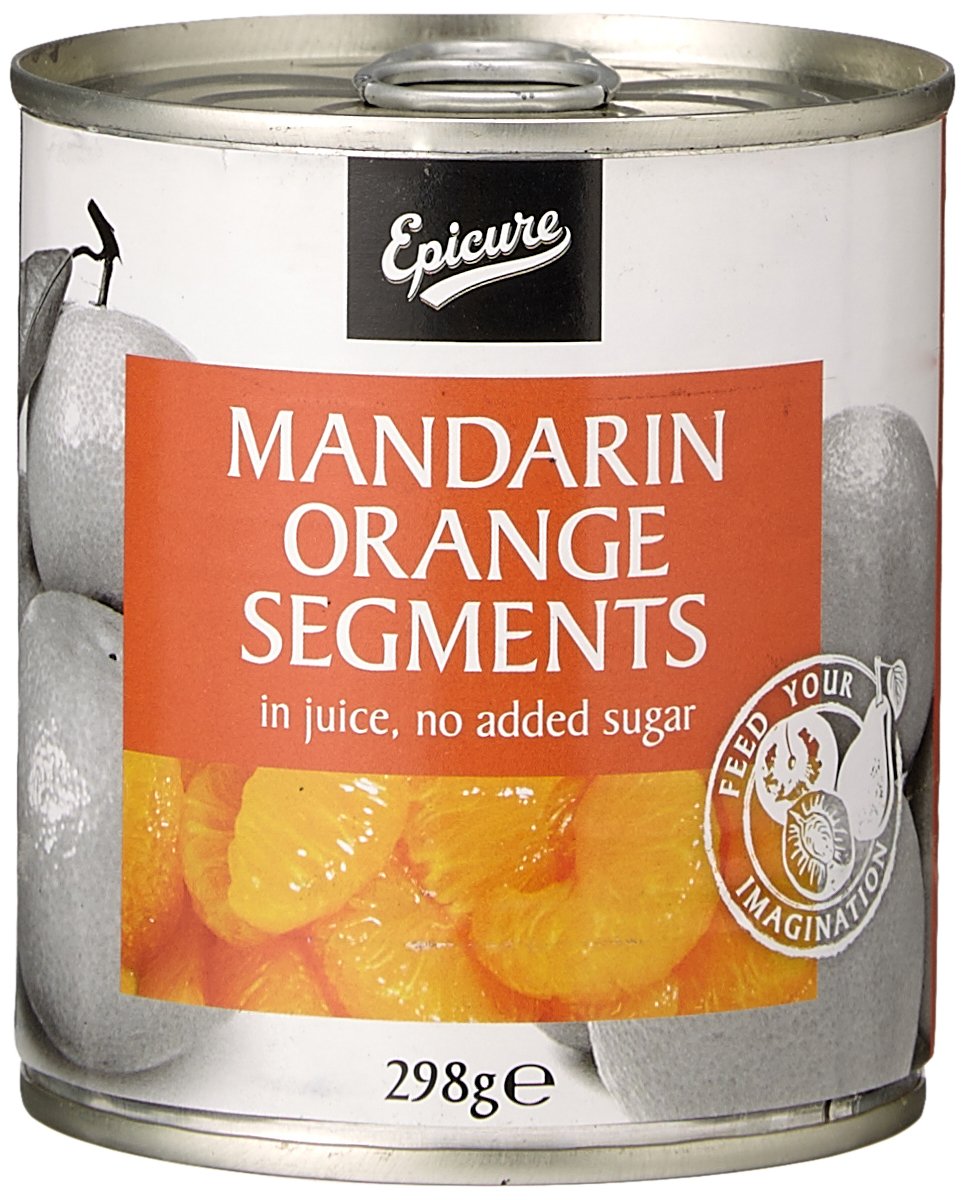 Epicure
MANDARIN
ORANGE
SEGMENTS
in juice, no added sugar
FEED YOUR
IMAGINATION
298g℮